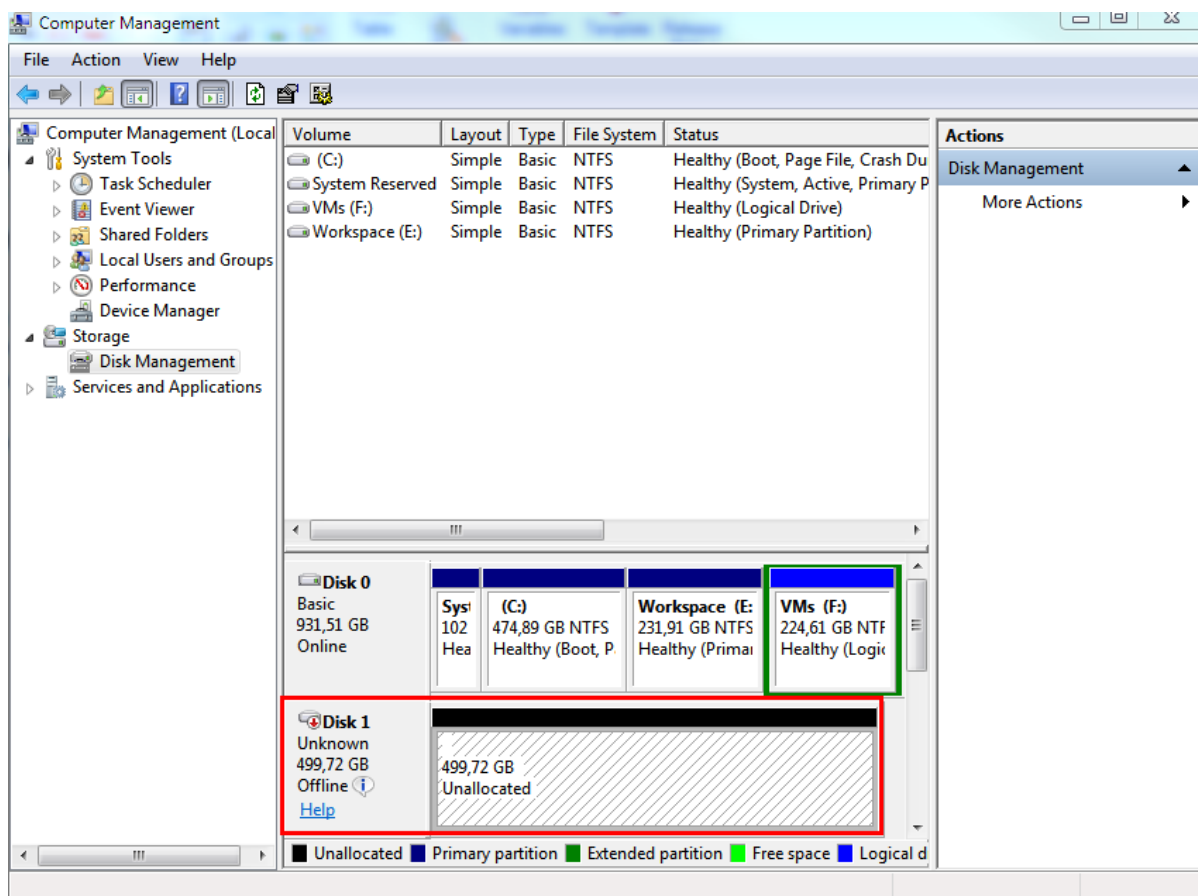 Computer Management
File Action View Help
Computer Management (Local
System Tools
Task Scheduler
Event Viewer
Shared Folders
Local Users and Groups
Performance
Device Manager
Storage
Disk Management
Services and Applications
Volume Layout Type File System Status
(C:) Simple Basic NTFS Healthy (Boot, Page File, Crash Du
System Reserved Simple Basic NTFS Healthy (System, Active, Primary P
VMs (F:) Simple Basic NTFS Healthy (Logical Drive)
Workspace (E:) Simple Basic NTFS Healthy (Primary Partition)
Actions
Disk Management
More Actions
Disk 0
Basic
931,51 GB
Online
Syst
102
Hea
(C:)
474,89 GB NTFS
Healthy (Boot, P
Workspace (E:
231,91 GB NTFS
Healthy (Primar
VMs (F:)
224,61 GB NTF
Healthy (Logic
Disk 1
Unknown
499,72 GB
Offline
Help
499,72 GB
Unallocated
Unallocated Primary partition Extended partition Free space Logical d